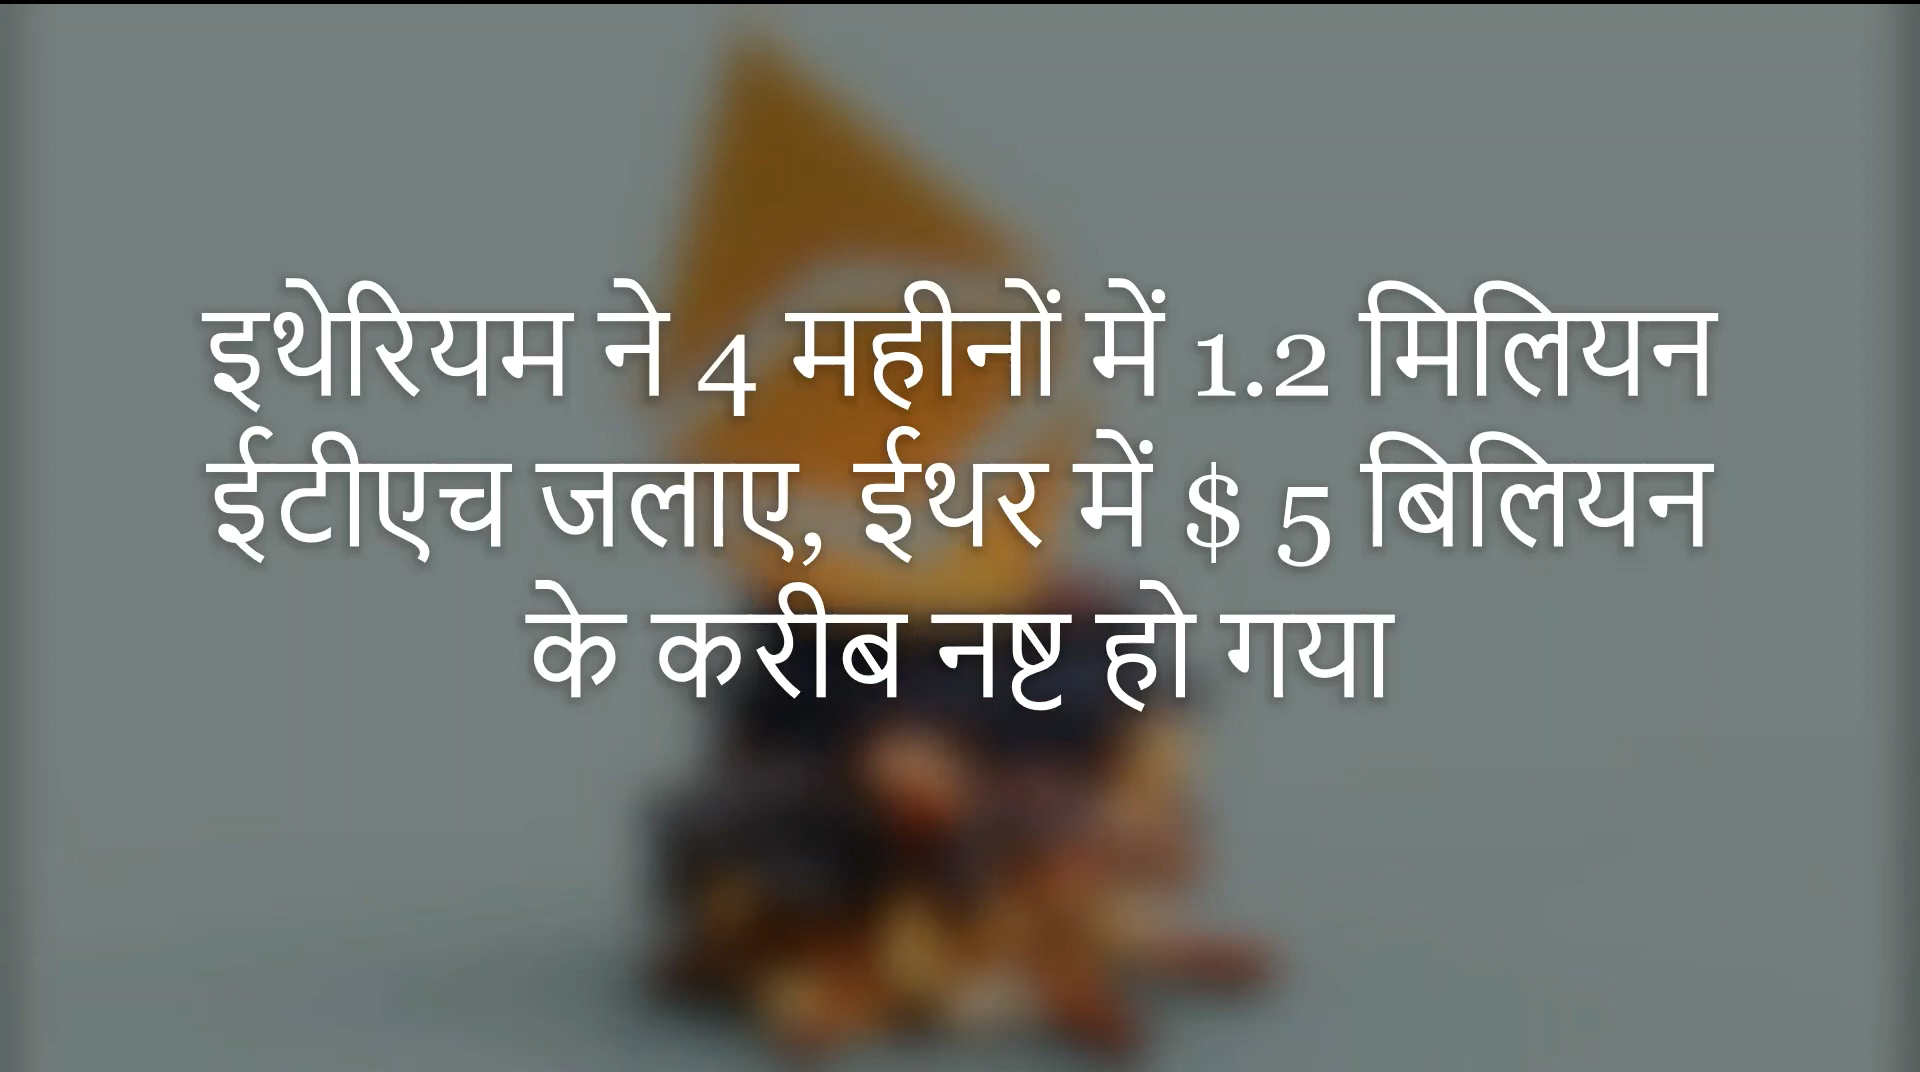 इथेरियम ने 4 महीनों में 1.2 मिलियन
ईटीएच जलाए, ईथर में $ 5 बिलियन
के करीब नष्ट हो गया